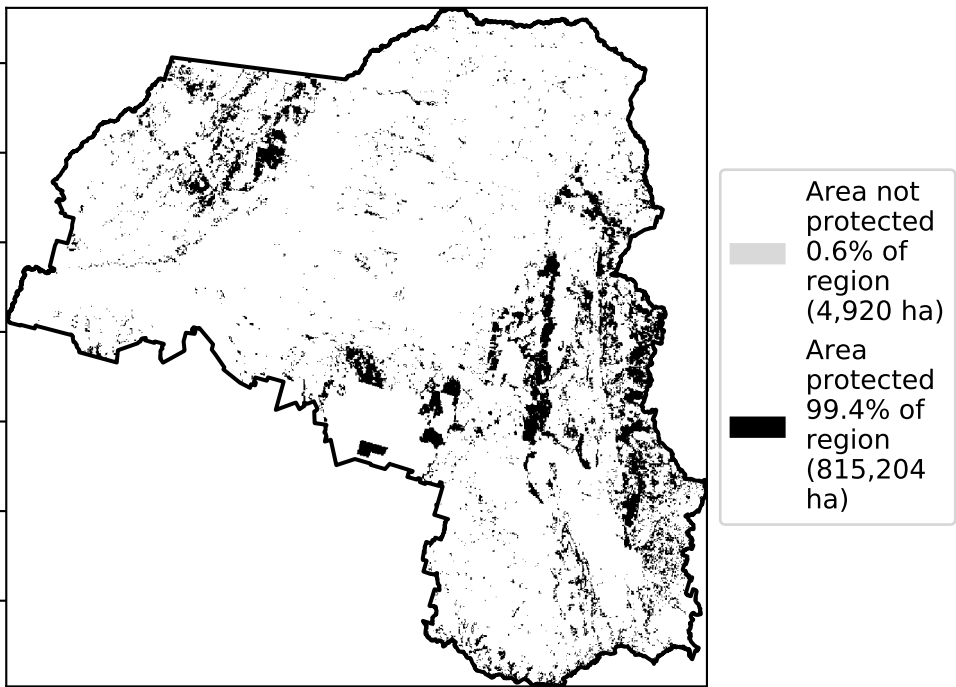 Area not
protected
0.6% of
region
(4,920 ha)
Area
protected
99.4% of
region
(815,204
ha)